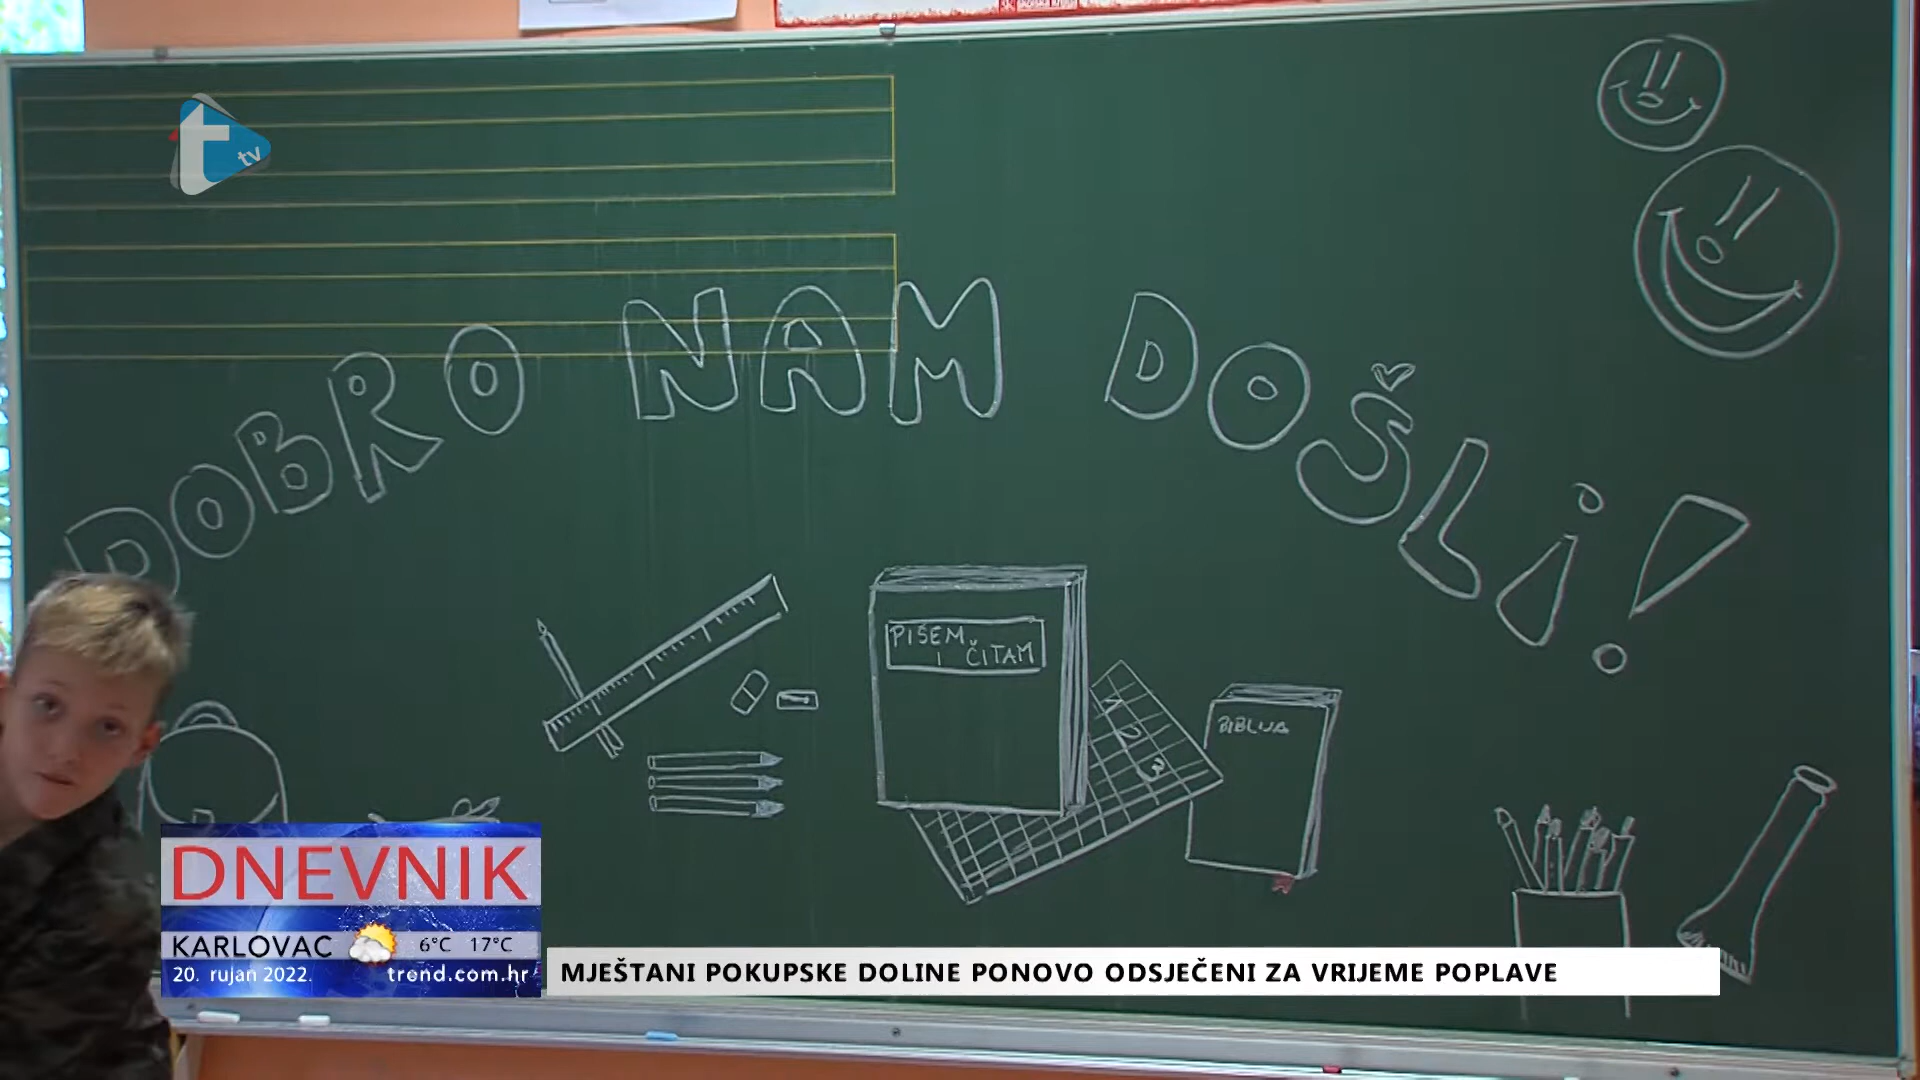 t tv
DOBRO NAM DOŠLi!
PIŠEM
I ČITAM
BIBLIJA
DNEVNIK
KARLOVAC 6°C 17°C
20. rujan 2022. trend.com.hr
MJEŠTANI POKUPSKE DOLINE PONOVO ODSJEČENI ZA VRIJEME POPLAVE